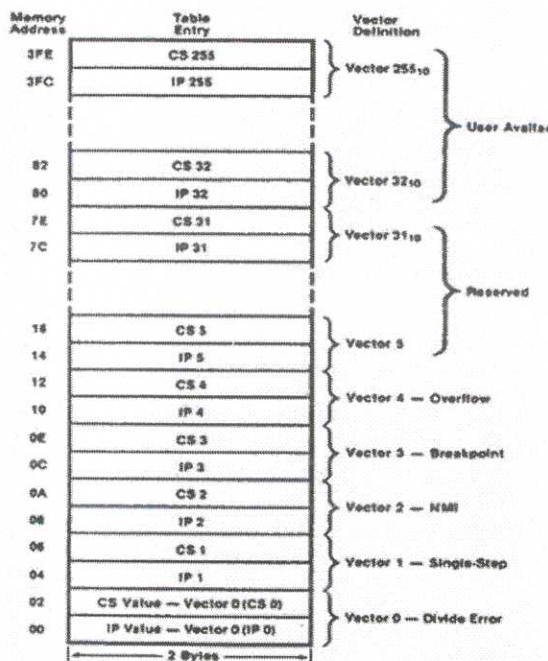 Memory Address
Table Entry
Vector Definition
3FE CS 255
3FC IP 255
Vector 255₁₀
User
82 CS 32
80 IP 32
Vector 32₁₀
7E CS 31
7C IP 31
Vector 31₁₀
Reserved
16 CS 5
14 IP 5
Vector 5
12 CS 4
10 IP 4
Vector 4 — Overflow
0E CS 3
0C IP 3
Vector 3 — Breakpoint
0A CS 2
08 IP 2
Vector 2 — NMI
06 CS 1
04 IP 1
Vector 1 — Single-Step
02 CS Value — Vector 0 (CS 0)
00 IP Value — Vector 0 (IP 0)
Vector 0 — Divide Error
2 Bytes